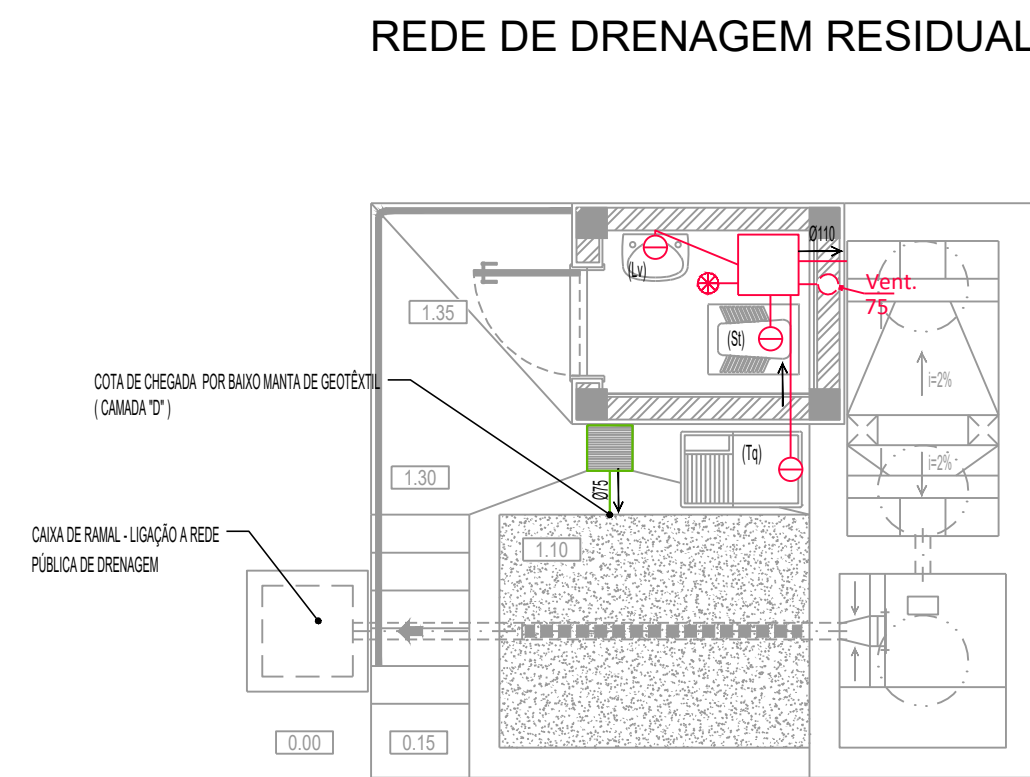 REDE DE DRENAGEM RESIDUAL
Ø110
(Lv)
Vent.
75
1.35
(St)
i=2%
COTA DE CHEGADA POR BAIXO MANTA DE GEOTÊXTIL
( CAMADA "D" )
(Tq)
i=2%
1.30
Ø75
CAIXA DE RAMAL - LIGAÇÃO A REDE
PÚBLICA DE DRENAGEM
1.10
0.00
0.15